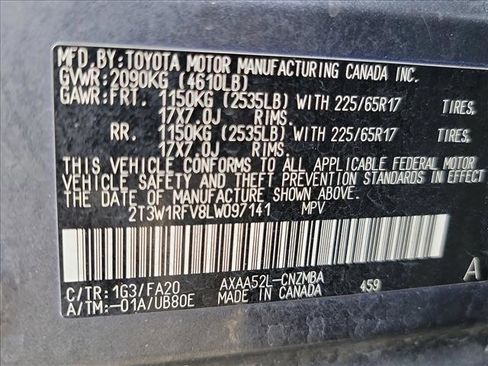 MFD.BY:TOYOTA MOTOR MANUFACTURING CANADA INC.
GVWR:2090KG (4610LB)
GAWR:FRT. 1150KG (2535LB) WITH 225/65R17 TIRES,
17X7.0J RIMS.
RR. 1150KG (2535LB) WITH 225/65R17 TIRES,
17X7.0J RIMS.
THIS VEHICLE CONFORMS TO ALL APPLICABLE FEDERAL MOTOR
VEHICLE SAFETY AND THEFT PREVENTION STANDARDS IN EFFECT
ON THE DATE OF MANUFACTURE SHOWN ABOVE.
2T3W1RFV8LW097141 MPV
C/TR:1G3/FA20 AXAA52L-CNZMBA 459 A
A/TM:-01A/UB80E MADE IN CANADA